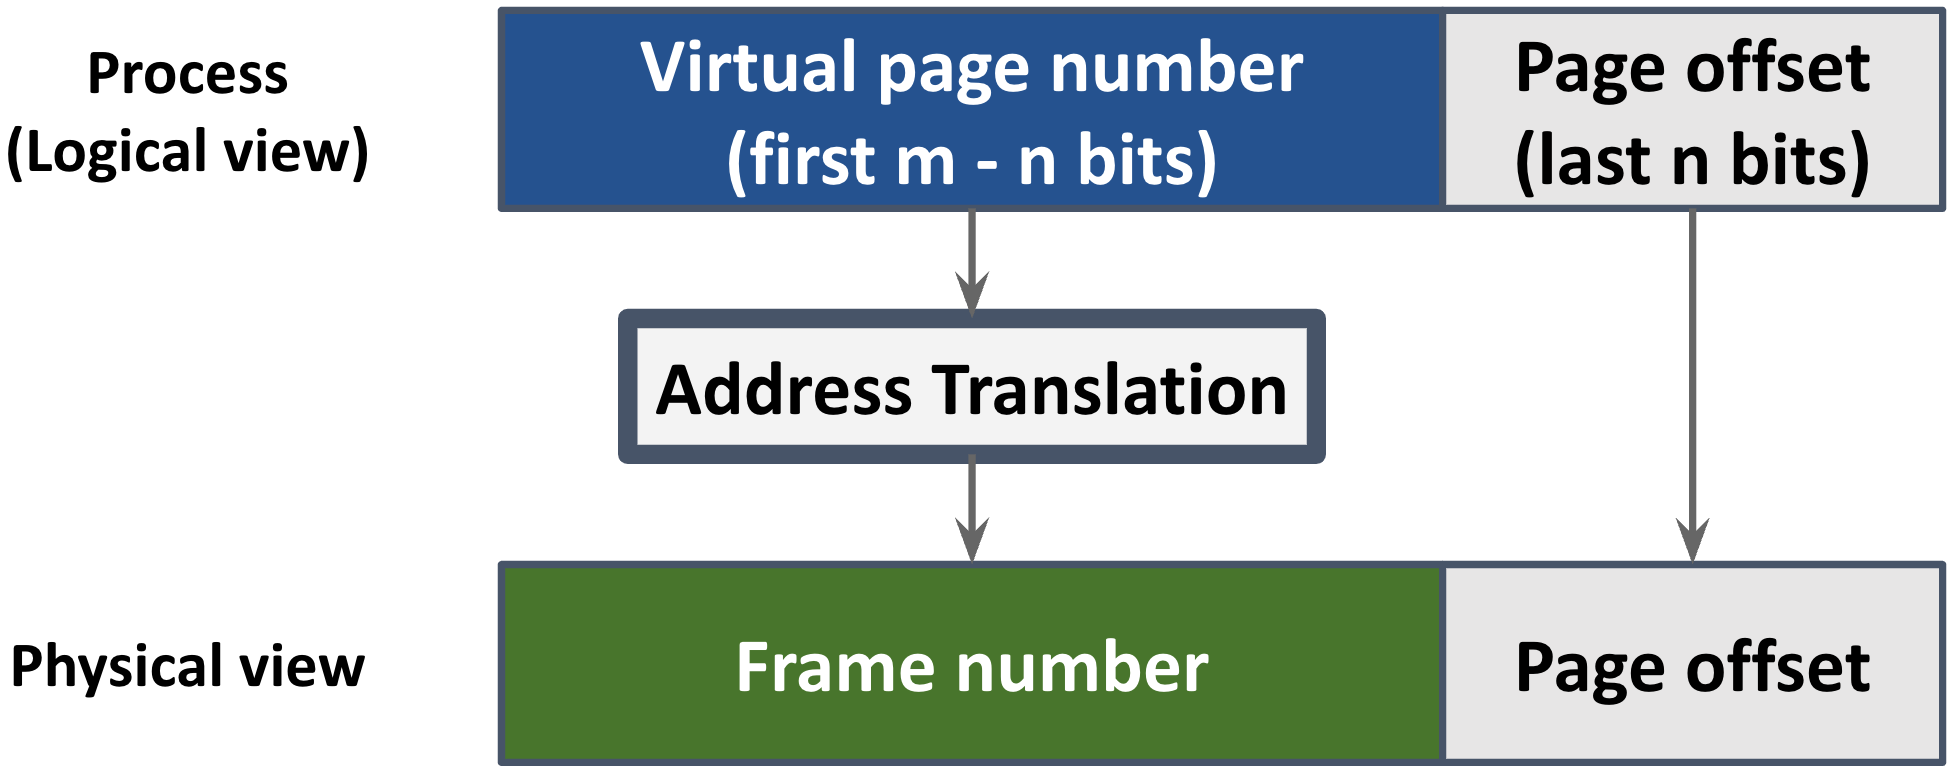 Process
(Logical view)
Virtual page number
(first m - n bits)
Page offset
(last n bits)
Address Translation
Physical view
Frame number
Page offset